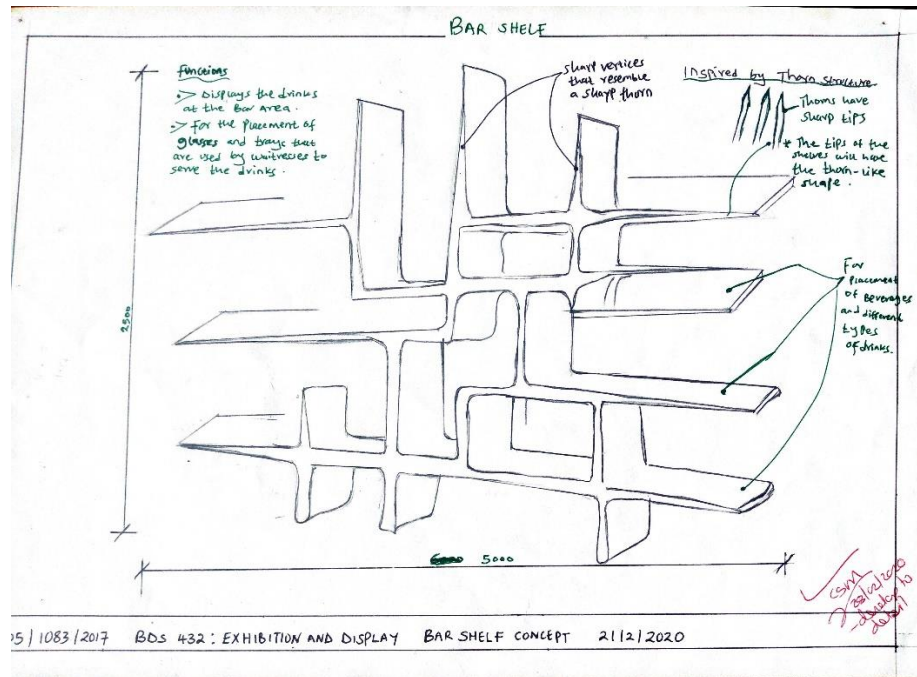 BAR SHELF
Functions
-> Displays the drinks
at the Bar Area.
-> For the placement of
glasses and trays that
are used by waitresses to
serve the drinks.
sharp vertices
that resemble
a sharp thorn
Inspired by Thorn structure
Thorns have
sharp tips
* The tips of the
shelves will have
the thorn-like
shape.
For
placement
of Beverages
and different
types
of drinks.
2500
5000
05/1083/2017 BDS 432: EXHIBITION AND DISPLAY BAR SHELF CONCEPT 21/2/2020
-develop to
detail